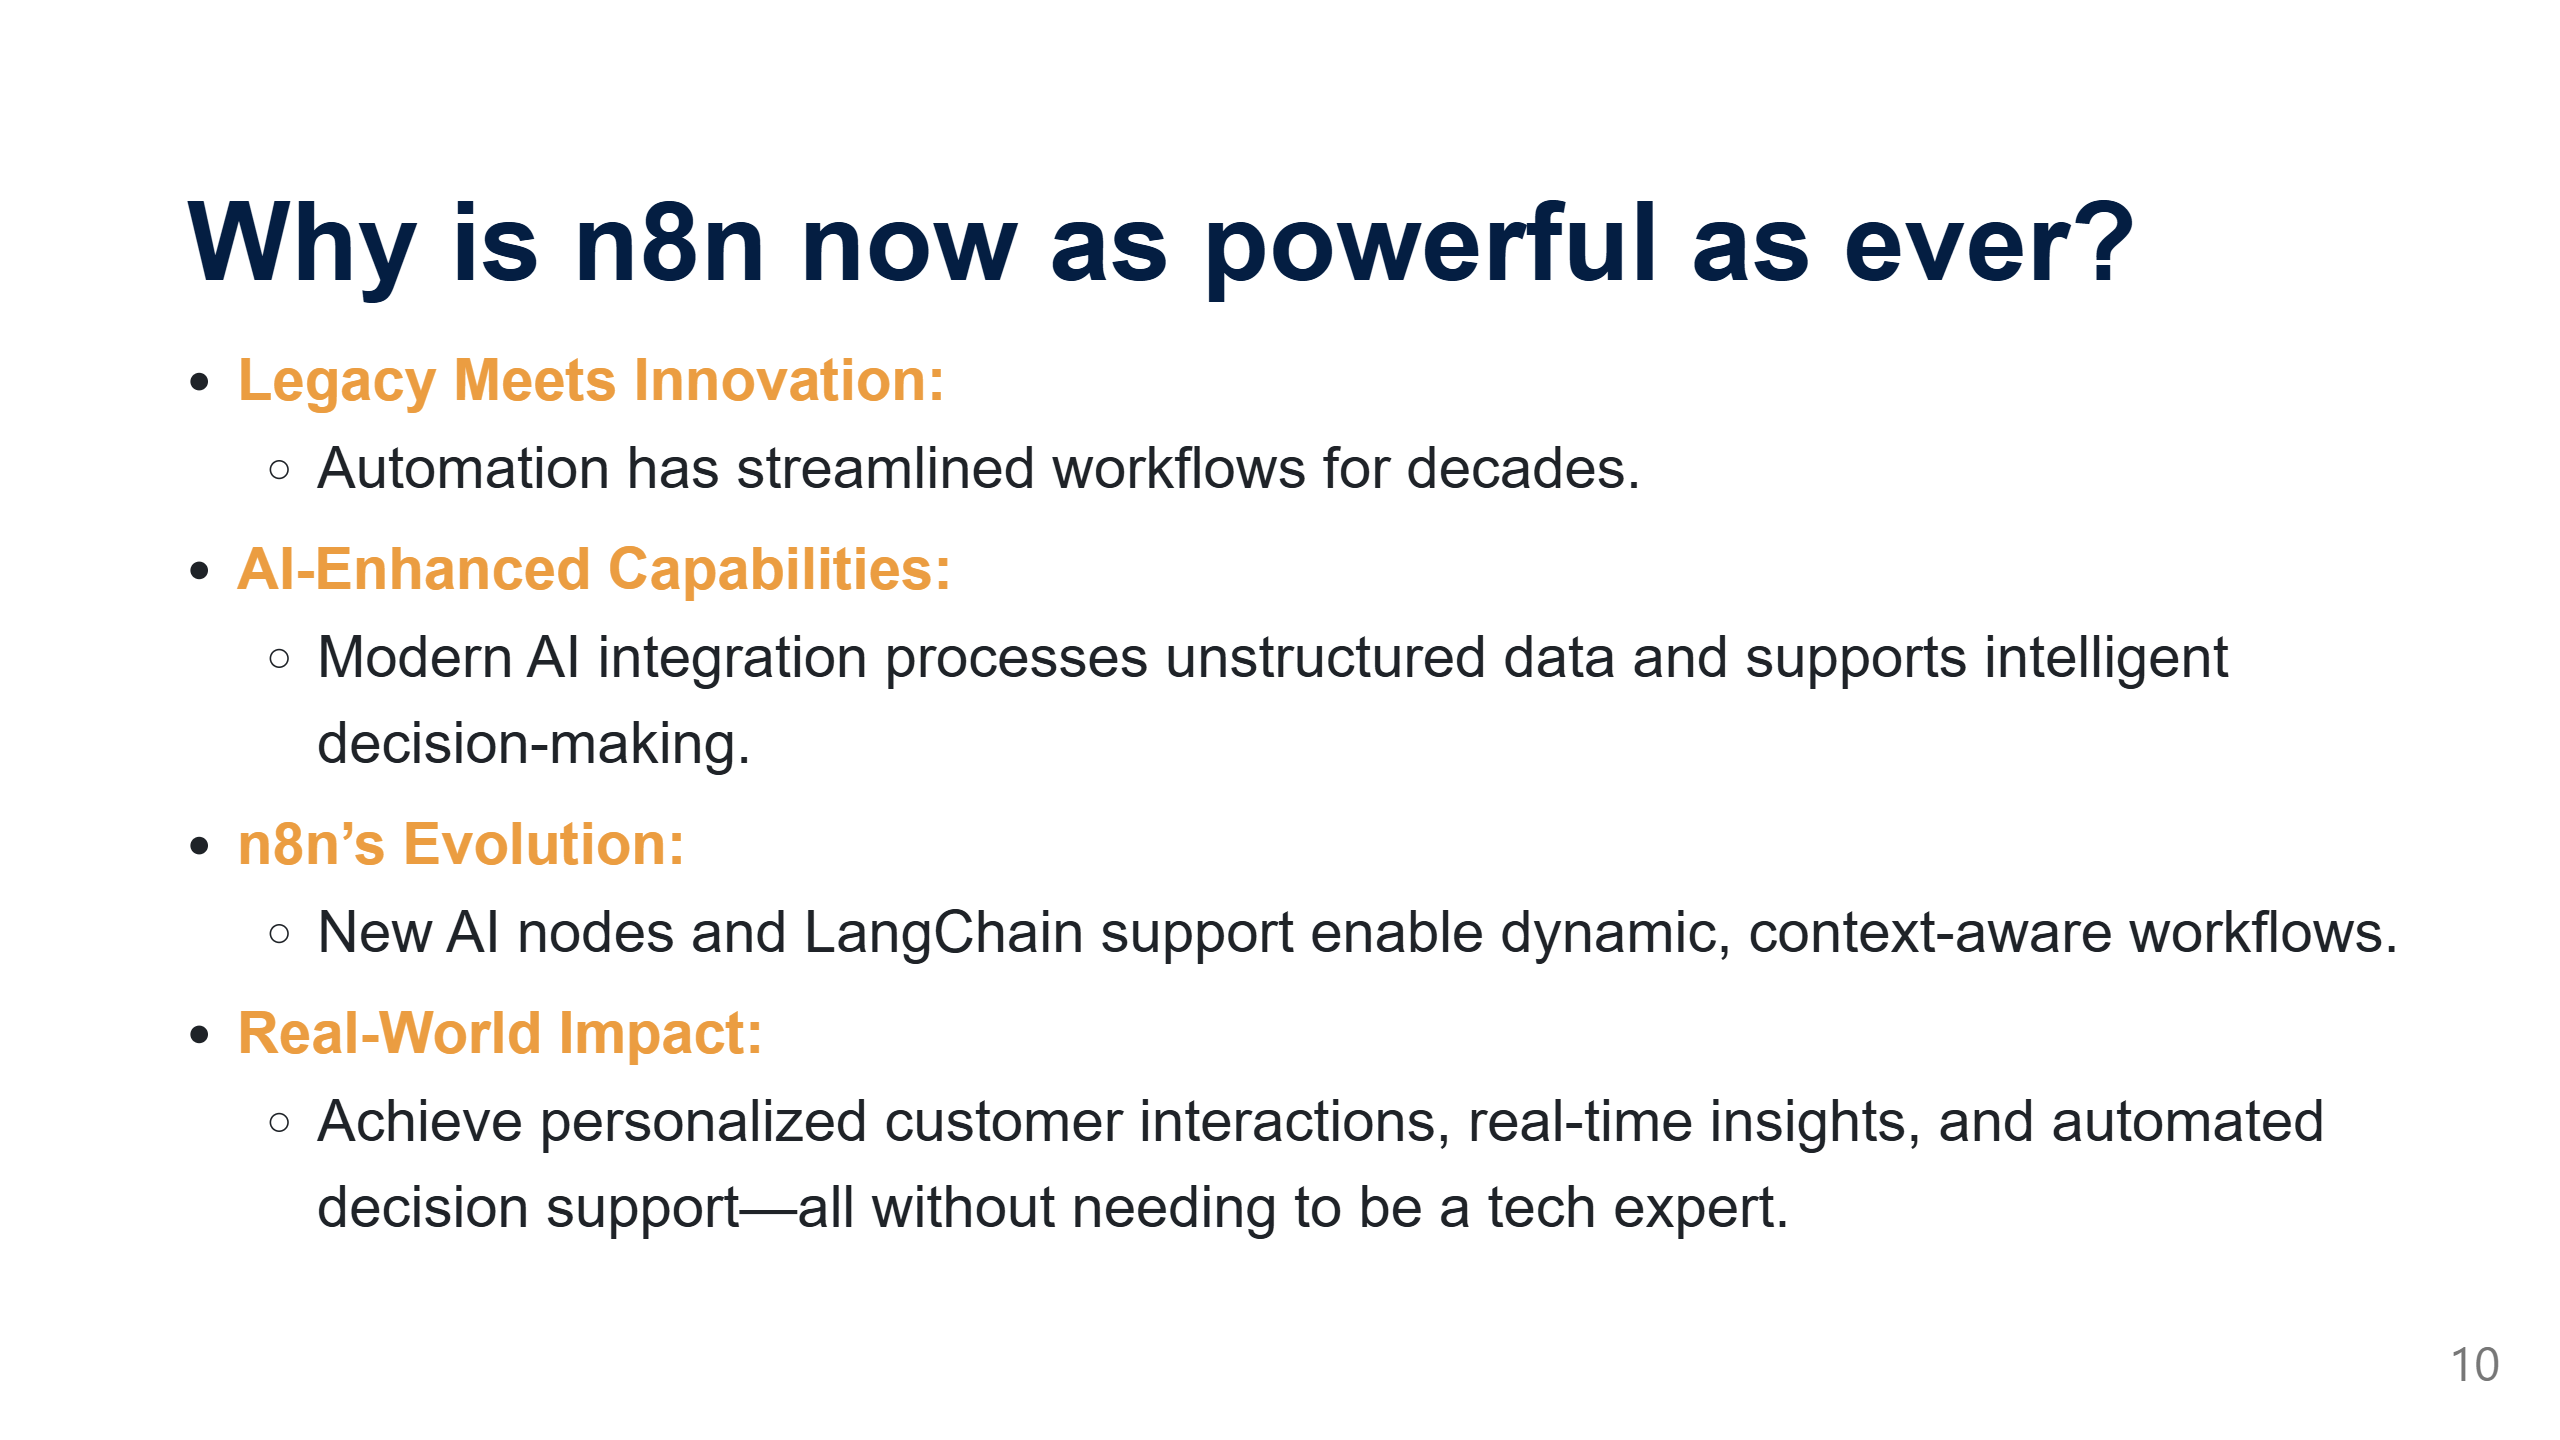 Why is n8n now as powerful as ever?
• Legacy Meets Innovation:
○ Automation has streamlined workflows for decades.
• AI-Enhanced Capabilities:
○ Modern AI integration processes unstructured data and supports intelligent
decision-making.
• n8n’s Evolution:
○ New AI nodes and LangChain support enable dynamic, context-aware workflows.
• Real-World Impact:
○ Achieve personalized customer interactions, real-time insights, and automated
decision support—all without needing to be a tech expert.
10